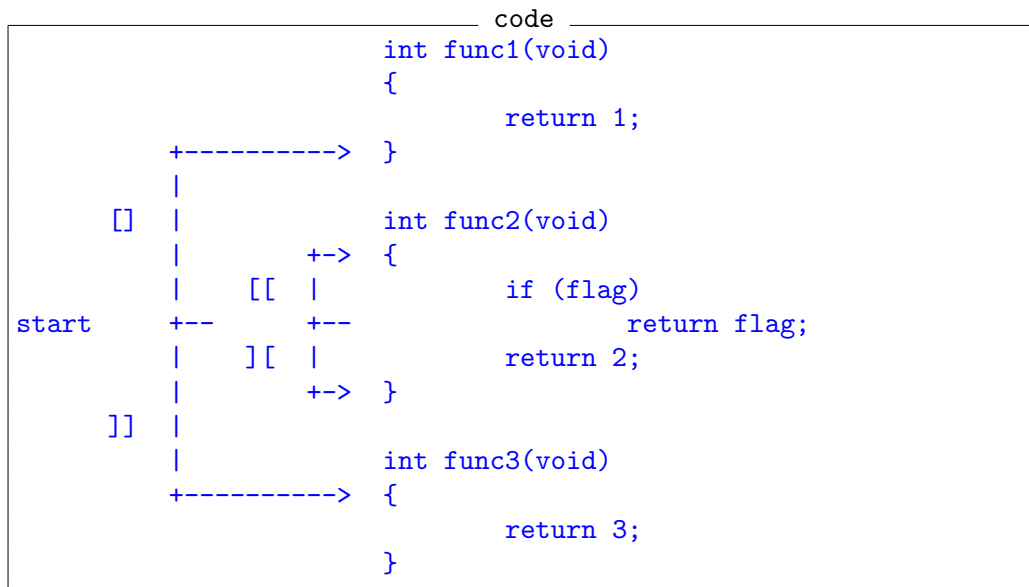 code
                        int func1(void)
                        {
                                return 1;
          +---------->  }
          |
      []  |             int func2(void)
          |        +->  {
          |    [[  |            if (flag)
start     +--      +--                  return flag;
          |    ][  |            return 2;
          |        +->  }
      ]]  |
          |             int func3(void)
          +---------->  {
                                return 3;
                        }